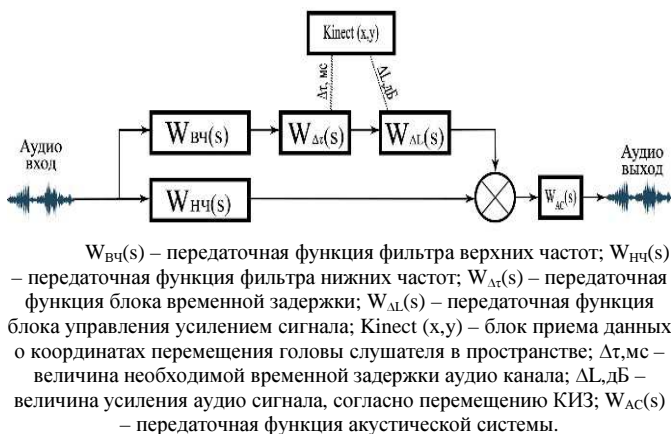 Kinect (x,y)
Δτ, мс
ΔL,дБ
WВЧ(s)
WΔτ(s)
WΔL(s)
Аудио
вход
Аудио
выход
WНЧ(s)
WАС(s)
WВЧ(s) – передаточная функция фильтра верхних частот; WНЧ(s)
– передаточная функция фильтра нижних частот; WΔτ(s) – передаточная
функция блока временной задержки; WΔL(s) – передаточная функция
блока управления усилением сигнала; Kinect (x,y) – блок приема данных
о координатах перемещения головы слушателя в пространстве; Δτ,мс –
величина необходимой временной задержки аудио канала; ΔL,дБ –
величина усиления аудио сигнала, согласно перемещению КИЗ; WАС(s)
– передаточная функция акустической системы.